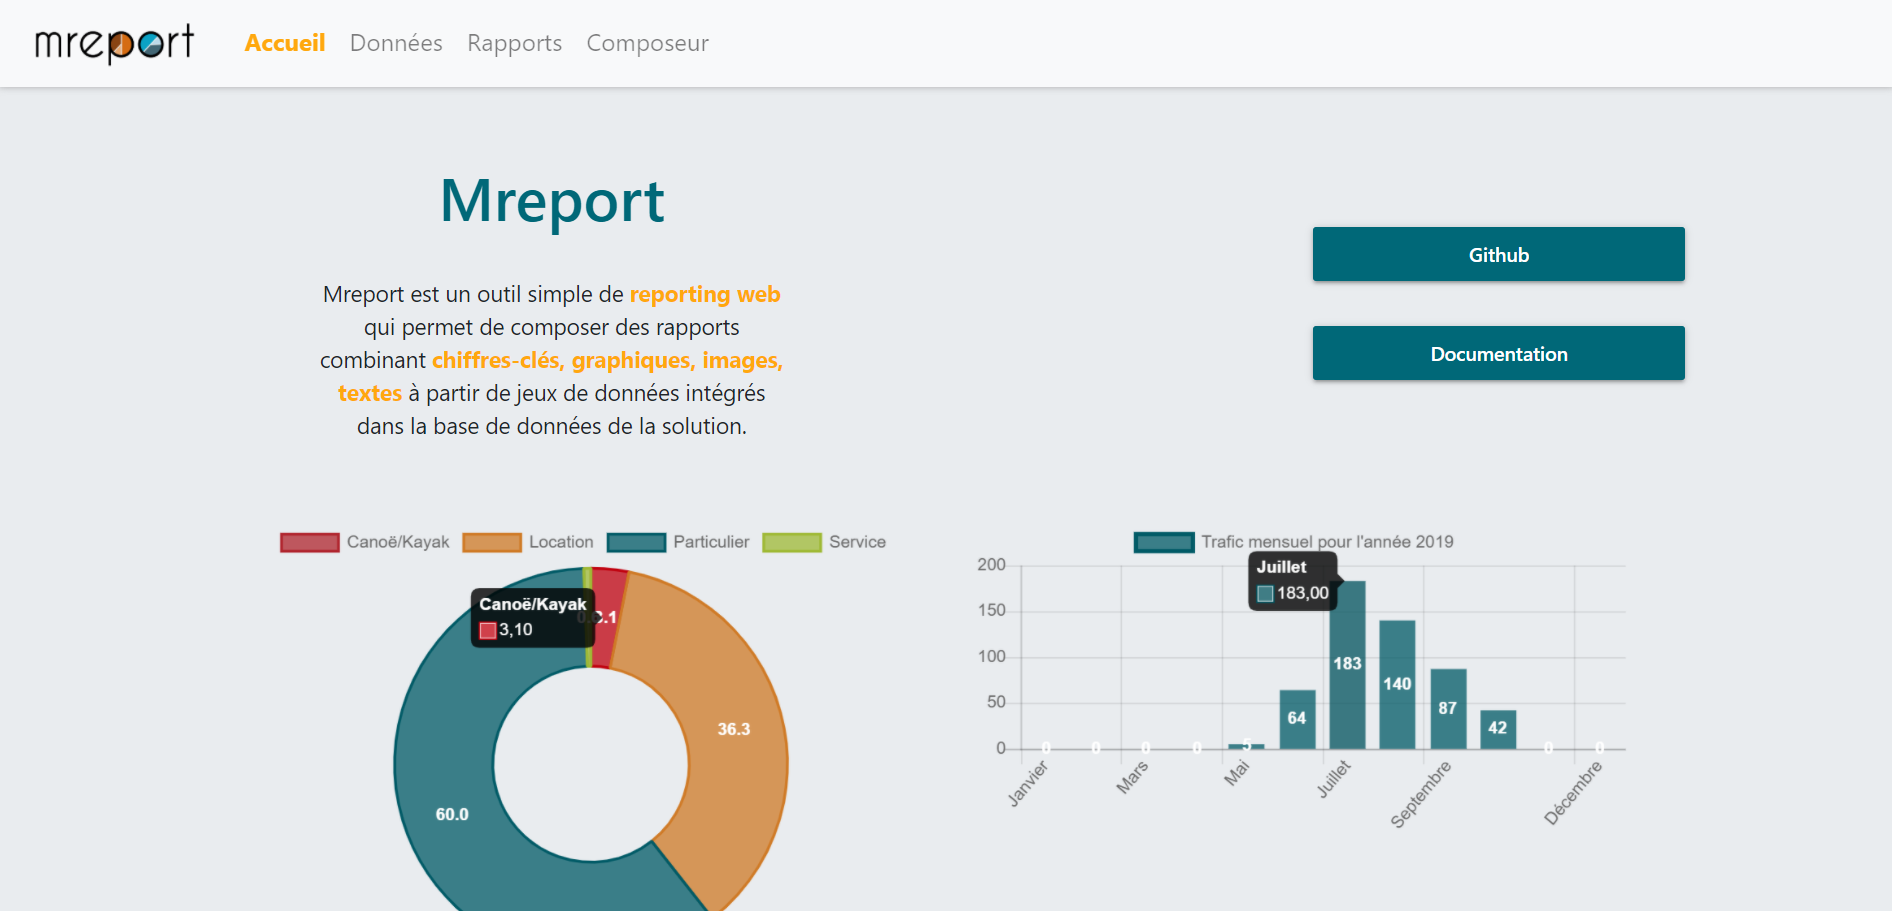 mreport
Accueil Données Rapports Composeur
Mreport
Mreport est un outil simple de reporting web
qui permet de composer des rapports
combinant chiffres-clés, graphiques, images,
textes à partir de jeux de données intégrés
dans la base de données de la solution.
Github
Documentation
Canoë/Kayak Location Particulier Service
Canoë/Kayak
3,10
36.3
60.0
Trafic mensuel pour l'année 2019
Juillet
183,00
200
150
100
50
0
0 0 0 0 5 64 183 140 87 42 0 0
Janvier Mars Mai Juillet Septembre Décembre